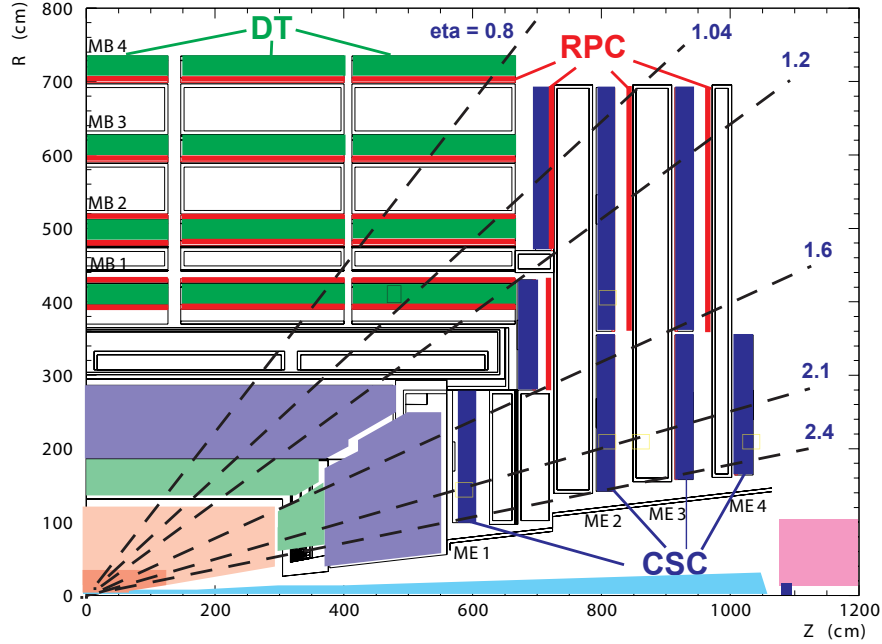 800
700
600
500
400
300
200
100
0
R (cm)
MB 4
MB 3
MB 2
MB 1
DT
eta = 0.8
1.04
RPC
1.2
1.6
2.1
2.4
ME 1
ME 2
ME 3
ME 4
CSC
0
200
400
600
800
1000
1200
Z (cm)